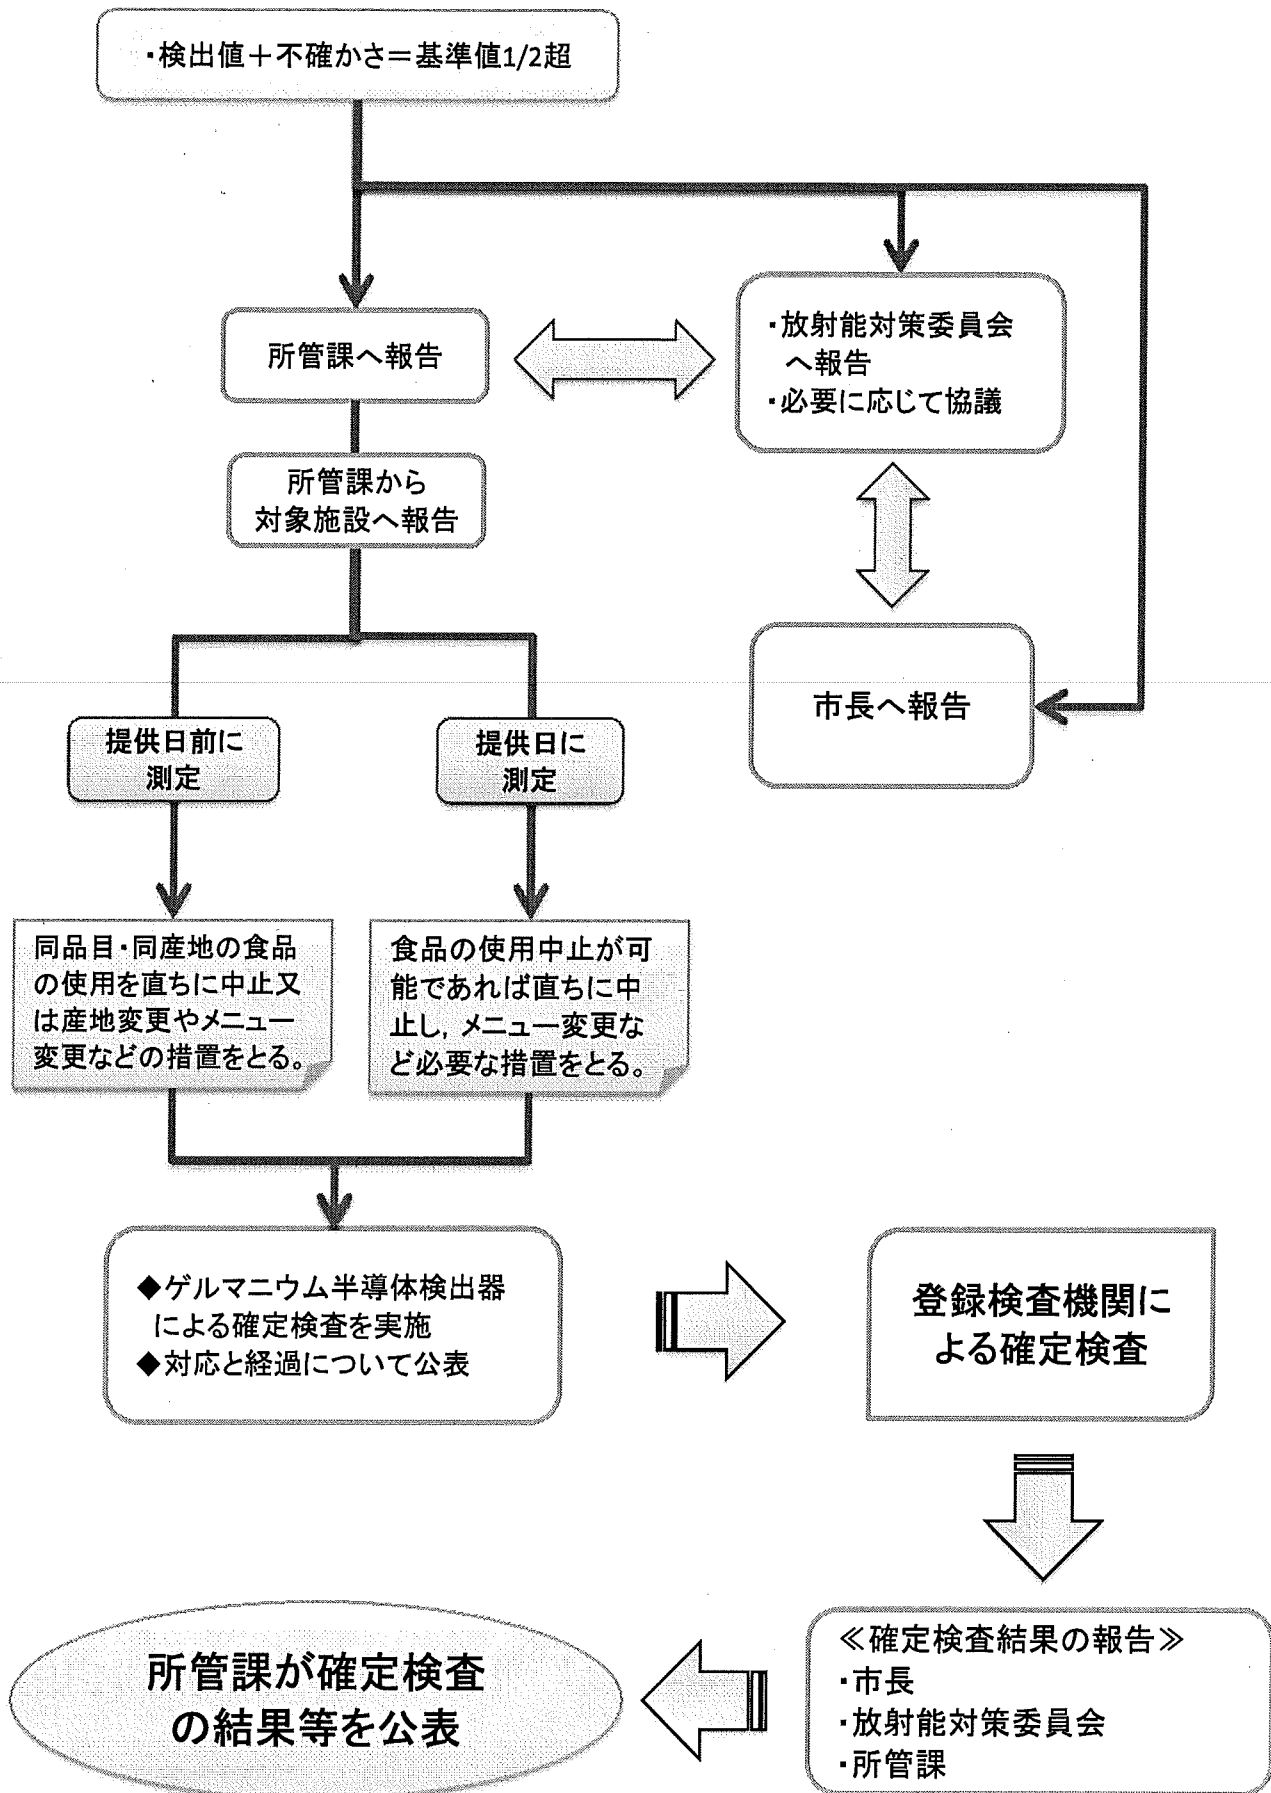 ・検出値＋不確かさ＝基準値1/2超
所管課へ報告
・放射能対策委員会
へ報告
・必要に応じて協議
所管課から
対象施設へ報告
市長へ報告
提供日前に
測定
提供日に
測定
同品目・同産地の食品
の使用を直ちに中止又
は産地変更やメニュー
変更などの措置をとる。
食品の使用中止が可
能であれば直ちに中
止し，メニュー変更な
ど必要な措置をとる。
◆ゲルマニウム半導体検出器
による確定検査を実施
◆対応と経過について公表
登録検査機関に
よる確定検査
≪確定検査結果の報告≫
・市長
・放射能対策委員会
・所管課
所管課が確定検査
の結果等を公表